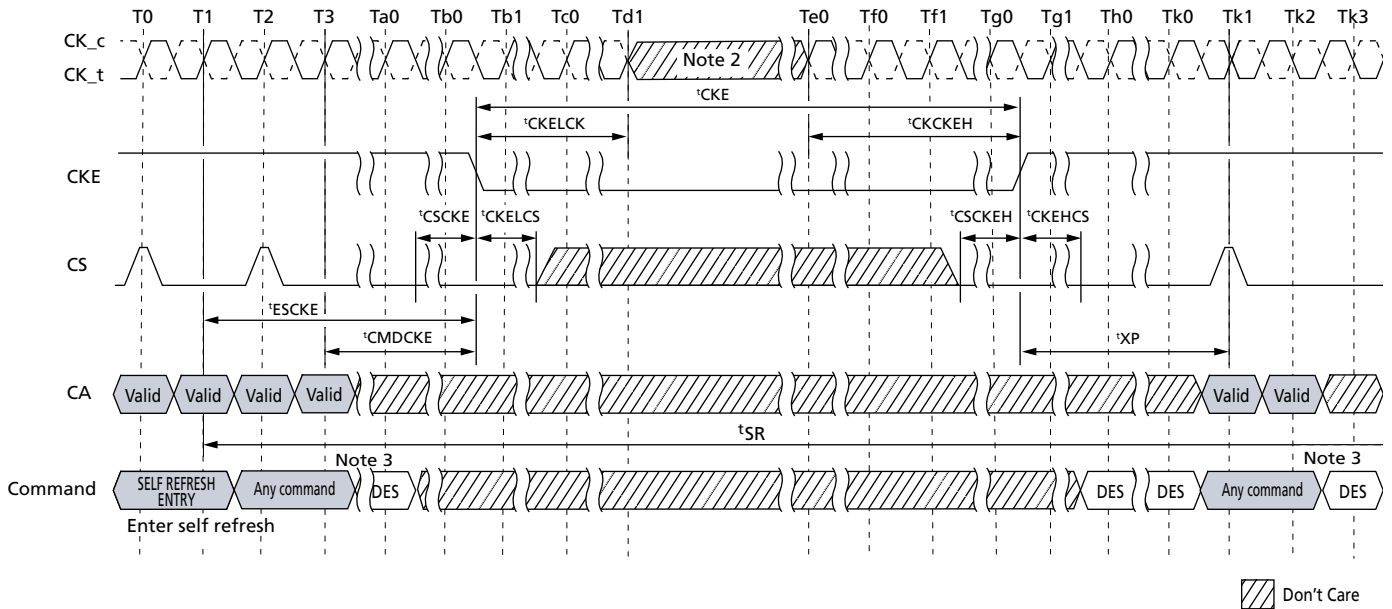 T0 T1 T2 T3 Ta0 Tb0 Tb1 Tc0 Td1 Te0 Tf0 Tf1 Tg0 Tg1 Th0 Tk0 Tk1 Tk2 Tk3
CK_c
CK_t
Note 2
tCKE
tCKELCK tCKCKEH
CKE
tCSCKE tCKELCS tCSCKEH tCKEHCS
CS
tESCKE
tCMDCKE tXP
CA Valid Valid Valid Valid Valid Valid
tSR
Note 3 Note 3
Command SELF REFRESH ENTRY Any command DES DES DES Any command DES
Enter self refresh
Don't Care